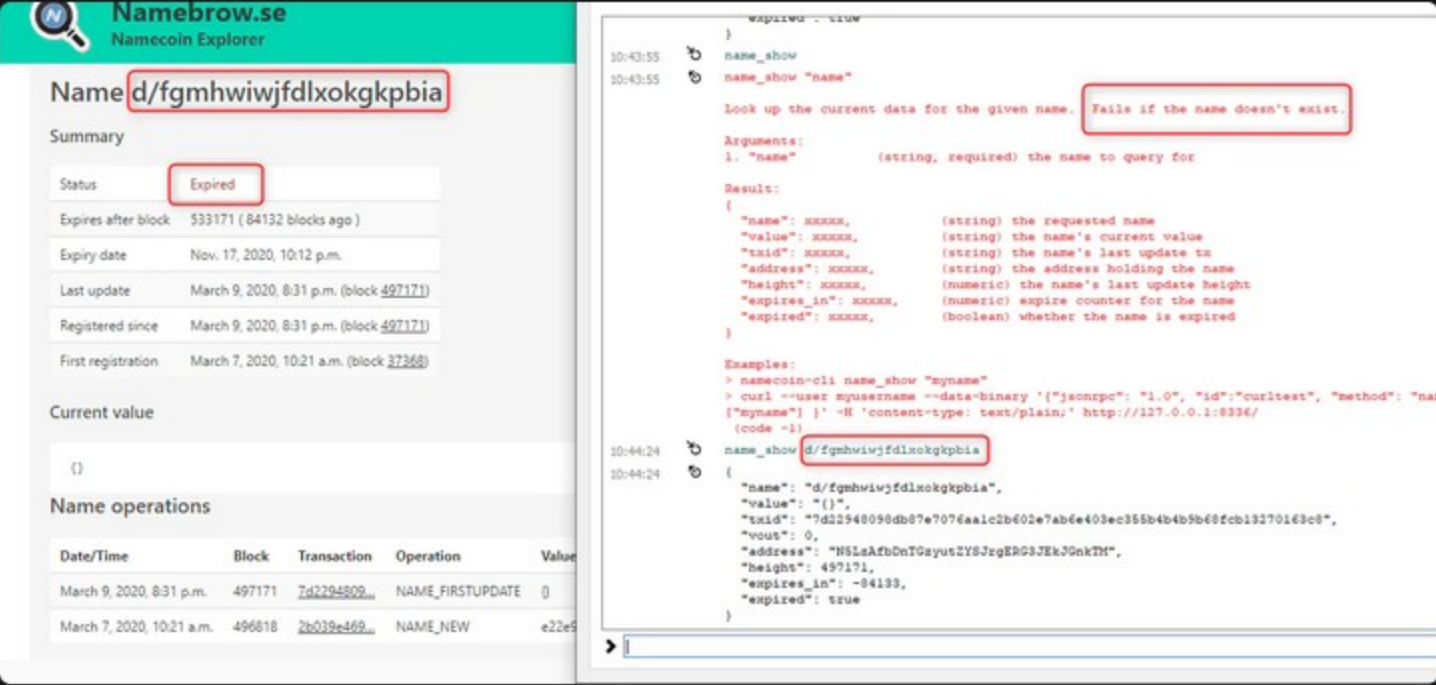 Namebrow.se
Namecoin Explorer
Name d/fgmhwiwjfdlxokgkpbia
Summary
Status Expired
Expires after block 533171 ( 84132 blocks ago )
Expiry date Nov. 17, 2020, 10:12 p.m.
Last update March 9, 2020, 8:31 p.m. (block 497171)
Registered since March 9, 2020, 8:31 p.m. (block 497171)
First registration March 7, 2020, 10:21 a.m. (block 37368)
Current value
{}
Name operations
Date/Time Block Transaction Operation Value
March 9, 2020, 8:31 p.m. 497171 7d2294809... NAME_FIRSTUPDATE {}
March 7, 2020, 10:21 a.m. 496818 2b039e469... NAME_NEW e22e9
"expired": true
}
10:43:55 name_show
10:43:55 name_show "name"
Look up the current data for the given name. Fails if the name doesn't exist.
Arguments:
1. "name" (string, required) the name to query for
Result:
{
"name": xxxxx, (string) the requested name
"value": xxxxx, (string) the name's current value
"txid": xxxxx, (string) the name's last update tx
"address": xxxxx, (string) the address holding the name
"height": xxxxx, (numeric) the name's last update height
"expires_in": xxxxx, (numeric) expire counter for the name
"expired": xxxxx, (boolean) whether the name is expired
}
Examples:
> namecoin-cli name_show "myname"
> curl --user myusername --data-binary '{"jsonrpc": "1.0", "id":"curltest", "method": "na
["myname"] }' -H 'content-type: text/plain;' http://127.0.0.1:8336/
(code -1)
10:44:24 name_show d/fgmhwiwjfdlxokgkpbia
10:44:24 {
"name": "d/fgmhwiwjfdlxokgkpbia",
"value": "{}",
"txid": "7d22948098db87e7076aa1c2b602e7ab6e403ec355b4b4b9b68fcb13270163c8",
"vout": 0,
"address": "N5LsAfbDnTGzyutZYSJrgERG3JEkJGnkTM",
"height": 497171,
"expires_in": -84133,
"expired": true
}